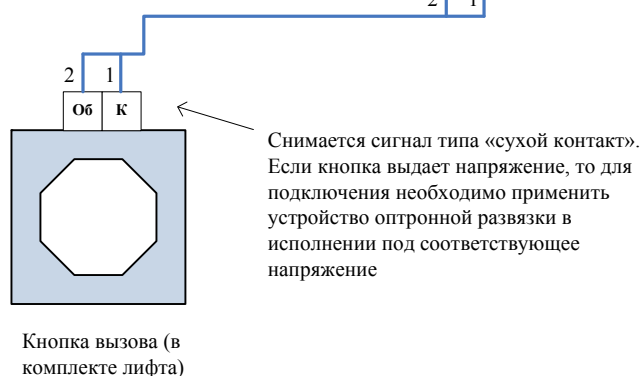 2 1
2 1
Об К
Снимается сигнал типа «сухой контакт».
Если кнопка выдает напряжение, то для
подключения необходимо применить
устройство оптронной развязки в
исполнении под соответствующее
напряжение
Кнопка вызова (в
комплекте лифта)